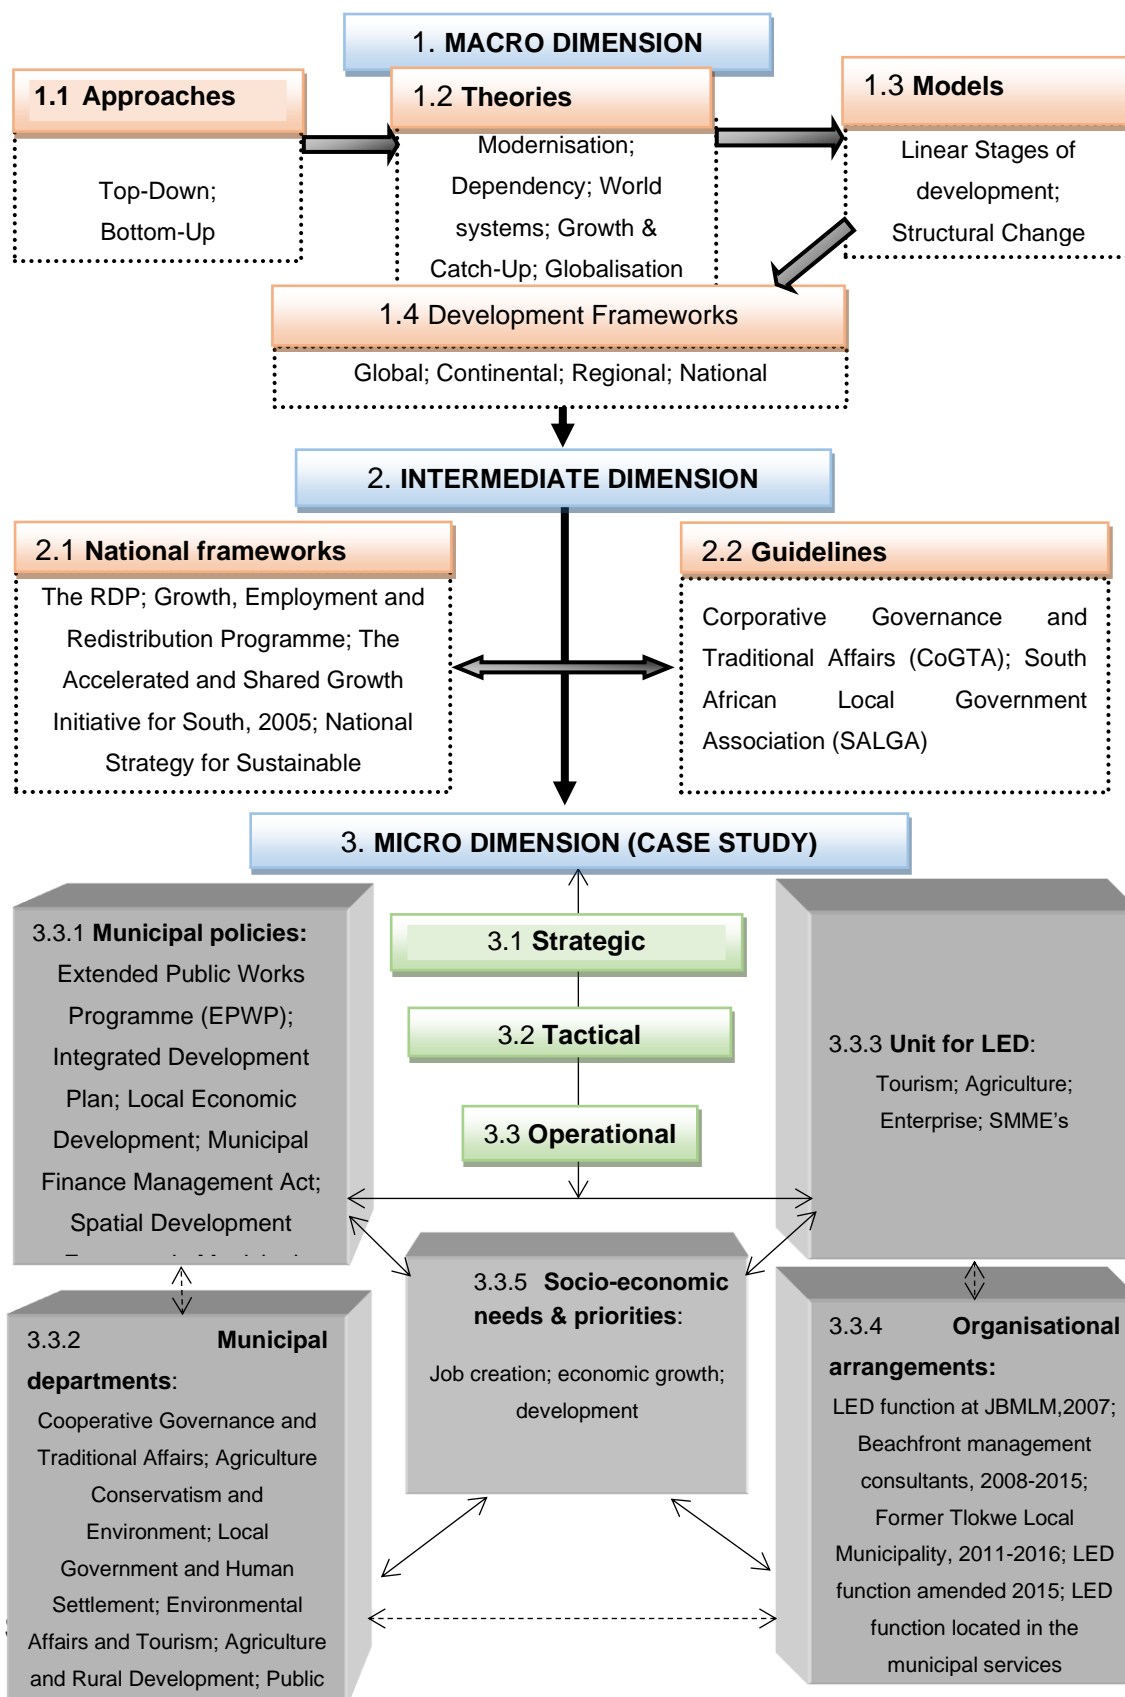 1. MACRO DIMENSION
1.1 Approaches
Top-Down;
Bottom-Up
1.2 Theories
Modernisation;
Dependency; World
systems; Growth &
Catch-Up; Globalisation
1.3 Models
Linear Stages of
development;
Structural Change
1.4 Development Frameworks
Global; Continental; Regional; National
2. INTERMEDIATE DIMENSION
2.1 National frameworks
The RDP; Growth, Employment and
Redistribution Programme; The
Accelerated and Shared Growth
Initiative for South, 2005; National
Strategy for Sustainable
2.2 Guidelines
Corporative Governance and
Traditional Affairs (CoGTA); South
African Local Government
Association (SALGA)
3. MICRO DIMENSION (CASE STUDY)
3.1 Strategic
3.2 Tactical
3.3 Operational
3.3.1 Municipal policies:
Extended Public Works
Programme (EPWP);
Integrated Development
Plan; Local Economic
Development; Municipal
Finance Management Act;
Spatial Development
3.3.3 Unit for LED:
Tourism; Agriculture;
Enterprise; SMME’s
3.3.5 Socio-economic
needs & priorities:
Job creation; economic growth;
development
3.3.2 Municipal
departments:
Cooperative Governance and
Traditional Affairs; Agriculture
Conservatism and
Environment; Local
Government and Human
Settlement; Environmental
Affairs and Tourism; Agriculture
and Rural Development; Public
3.3.4 Organisational
arrangements:
LED function at JBMLM,2007;
Beachfront management
consultants, 2008-2015;
Former Tlokwe Local
Municipality, 2011-2016; LED
function amended 2015; LED
function located in the
municipal services